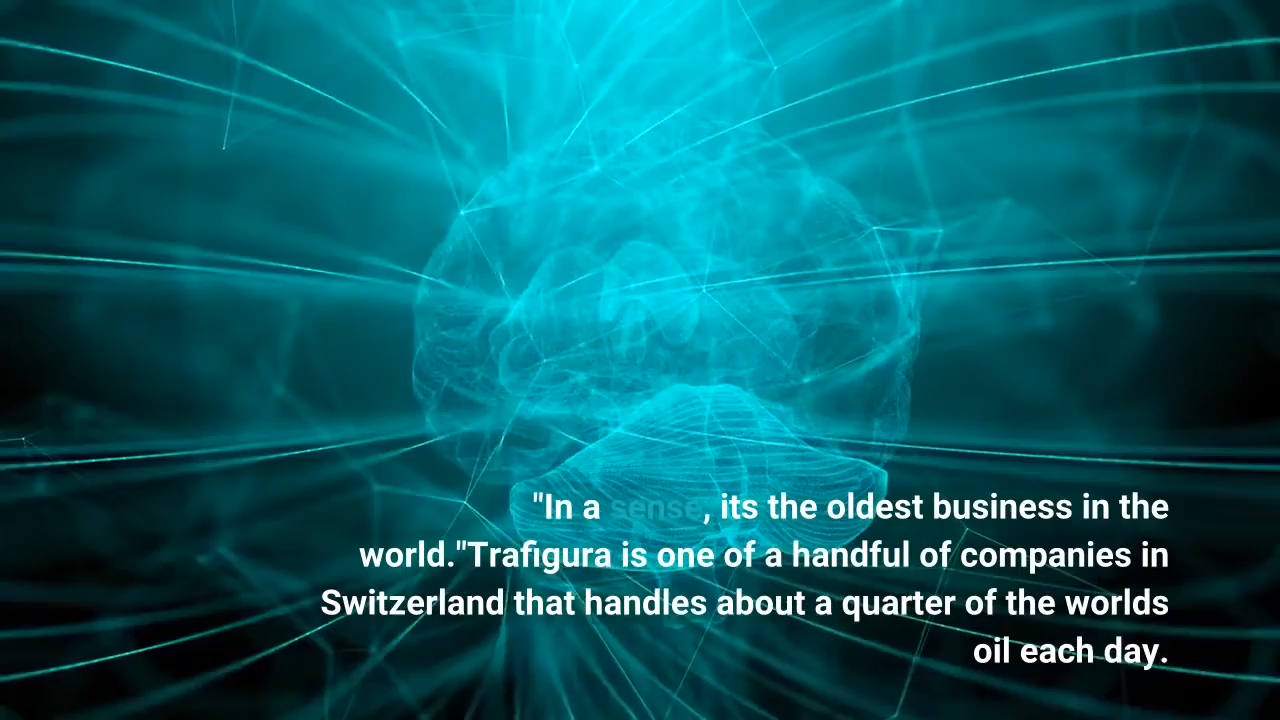 "In a sense, its the oldest business in the
world."Trafigura is one of a handful of companies in
Switzerland that handles about a quarter of the worlds
oil each day.